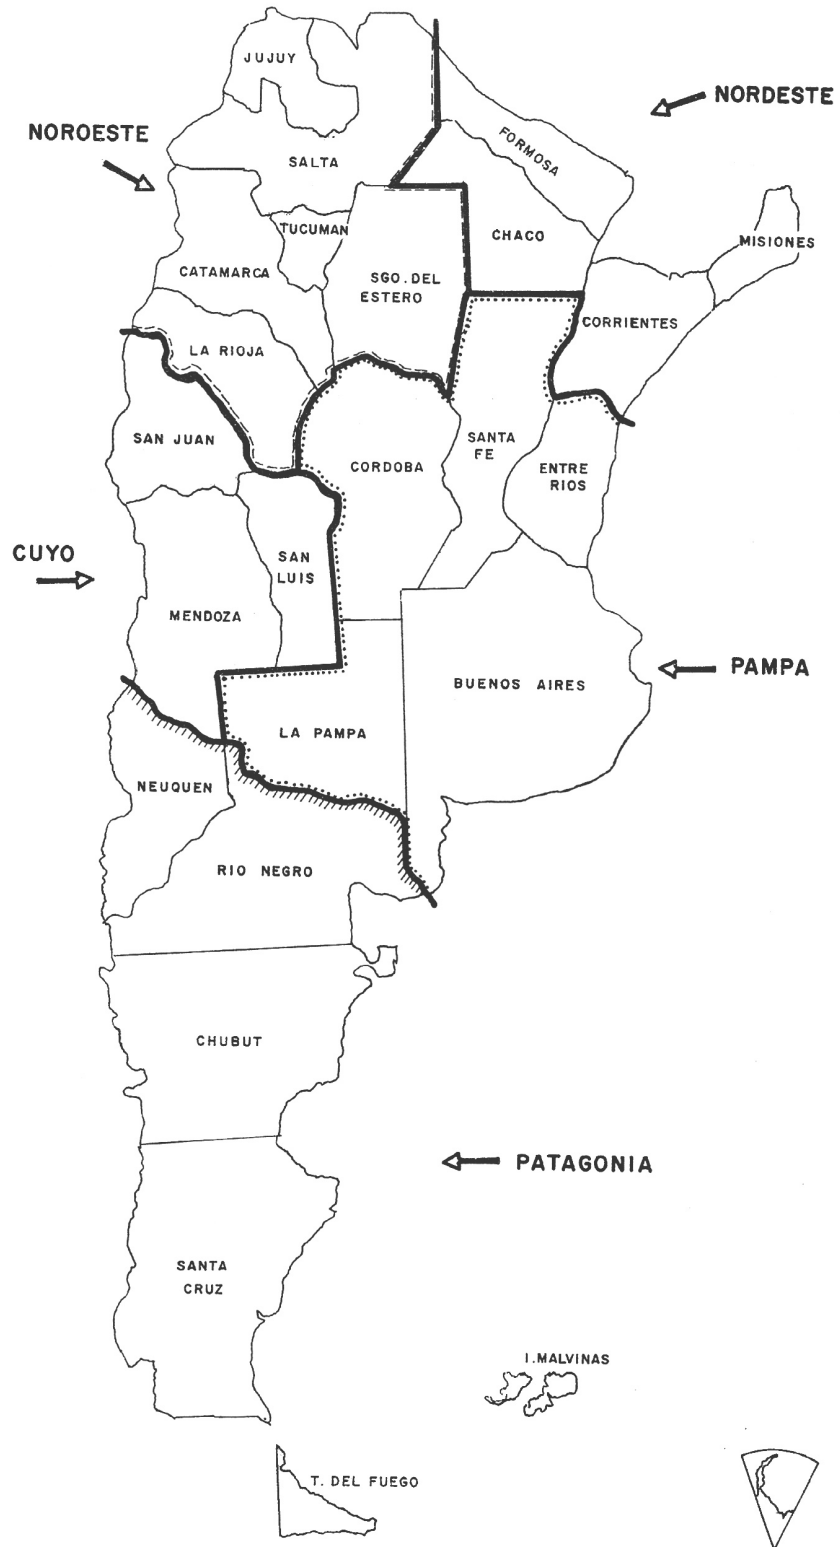 JUJUY
NORDESTE
NOROESTE
FORMOSA
SALTA
TUCUMAN
CHACO
MISIONES
CATAMARCA
SGO. DEL
ESTERO
CORRIENTES
LA RIOJA
SAN JUAN
CORDOBA
SANTA
FE
ENTRE
RIOS
CUYO
SAN
LUIS
MENDOZA
PAMPA
BUENOS AIRES
LA PAMPA
NEUQUEN
RIO NEGRO
CHUBUT
PATAGONIA
SANTA
CRUZ
I. MALVINAS
T. DEL FUEGO